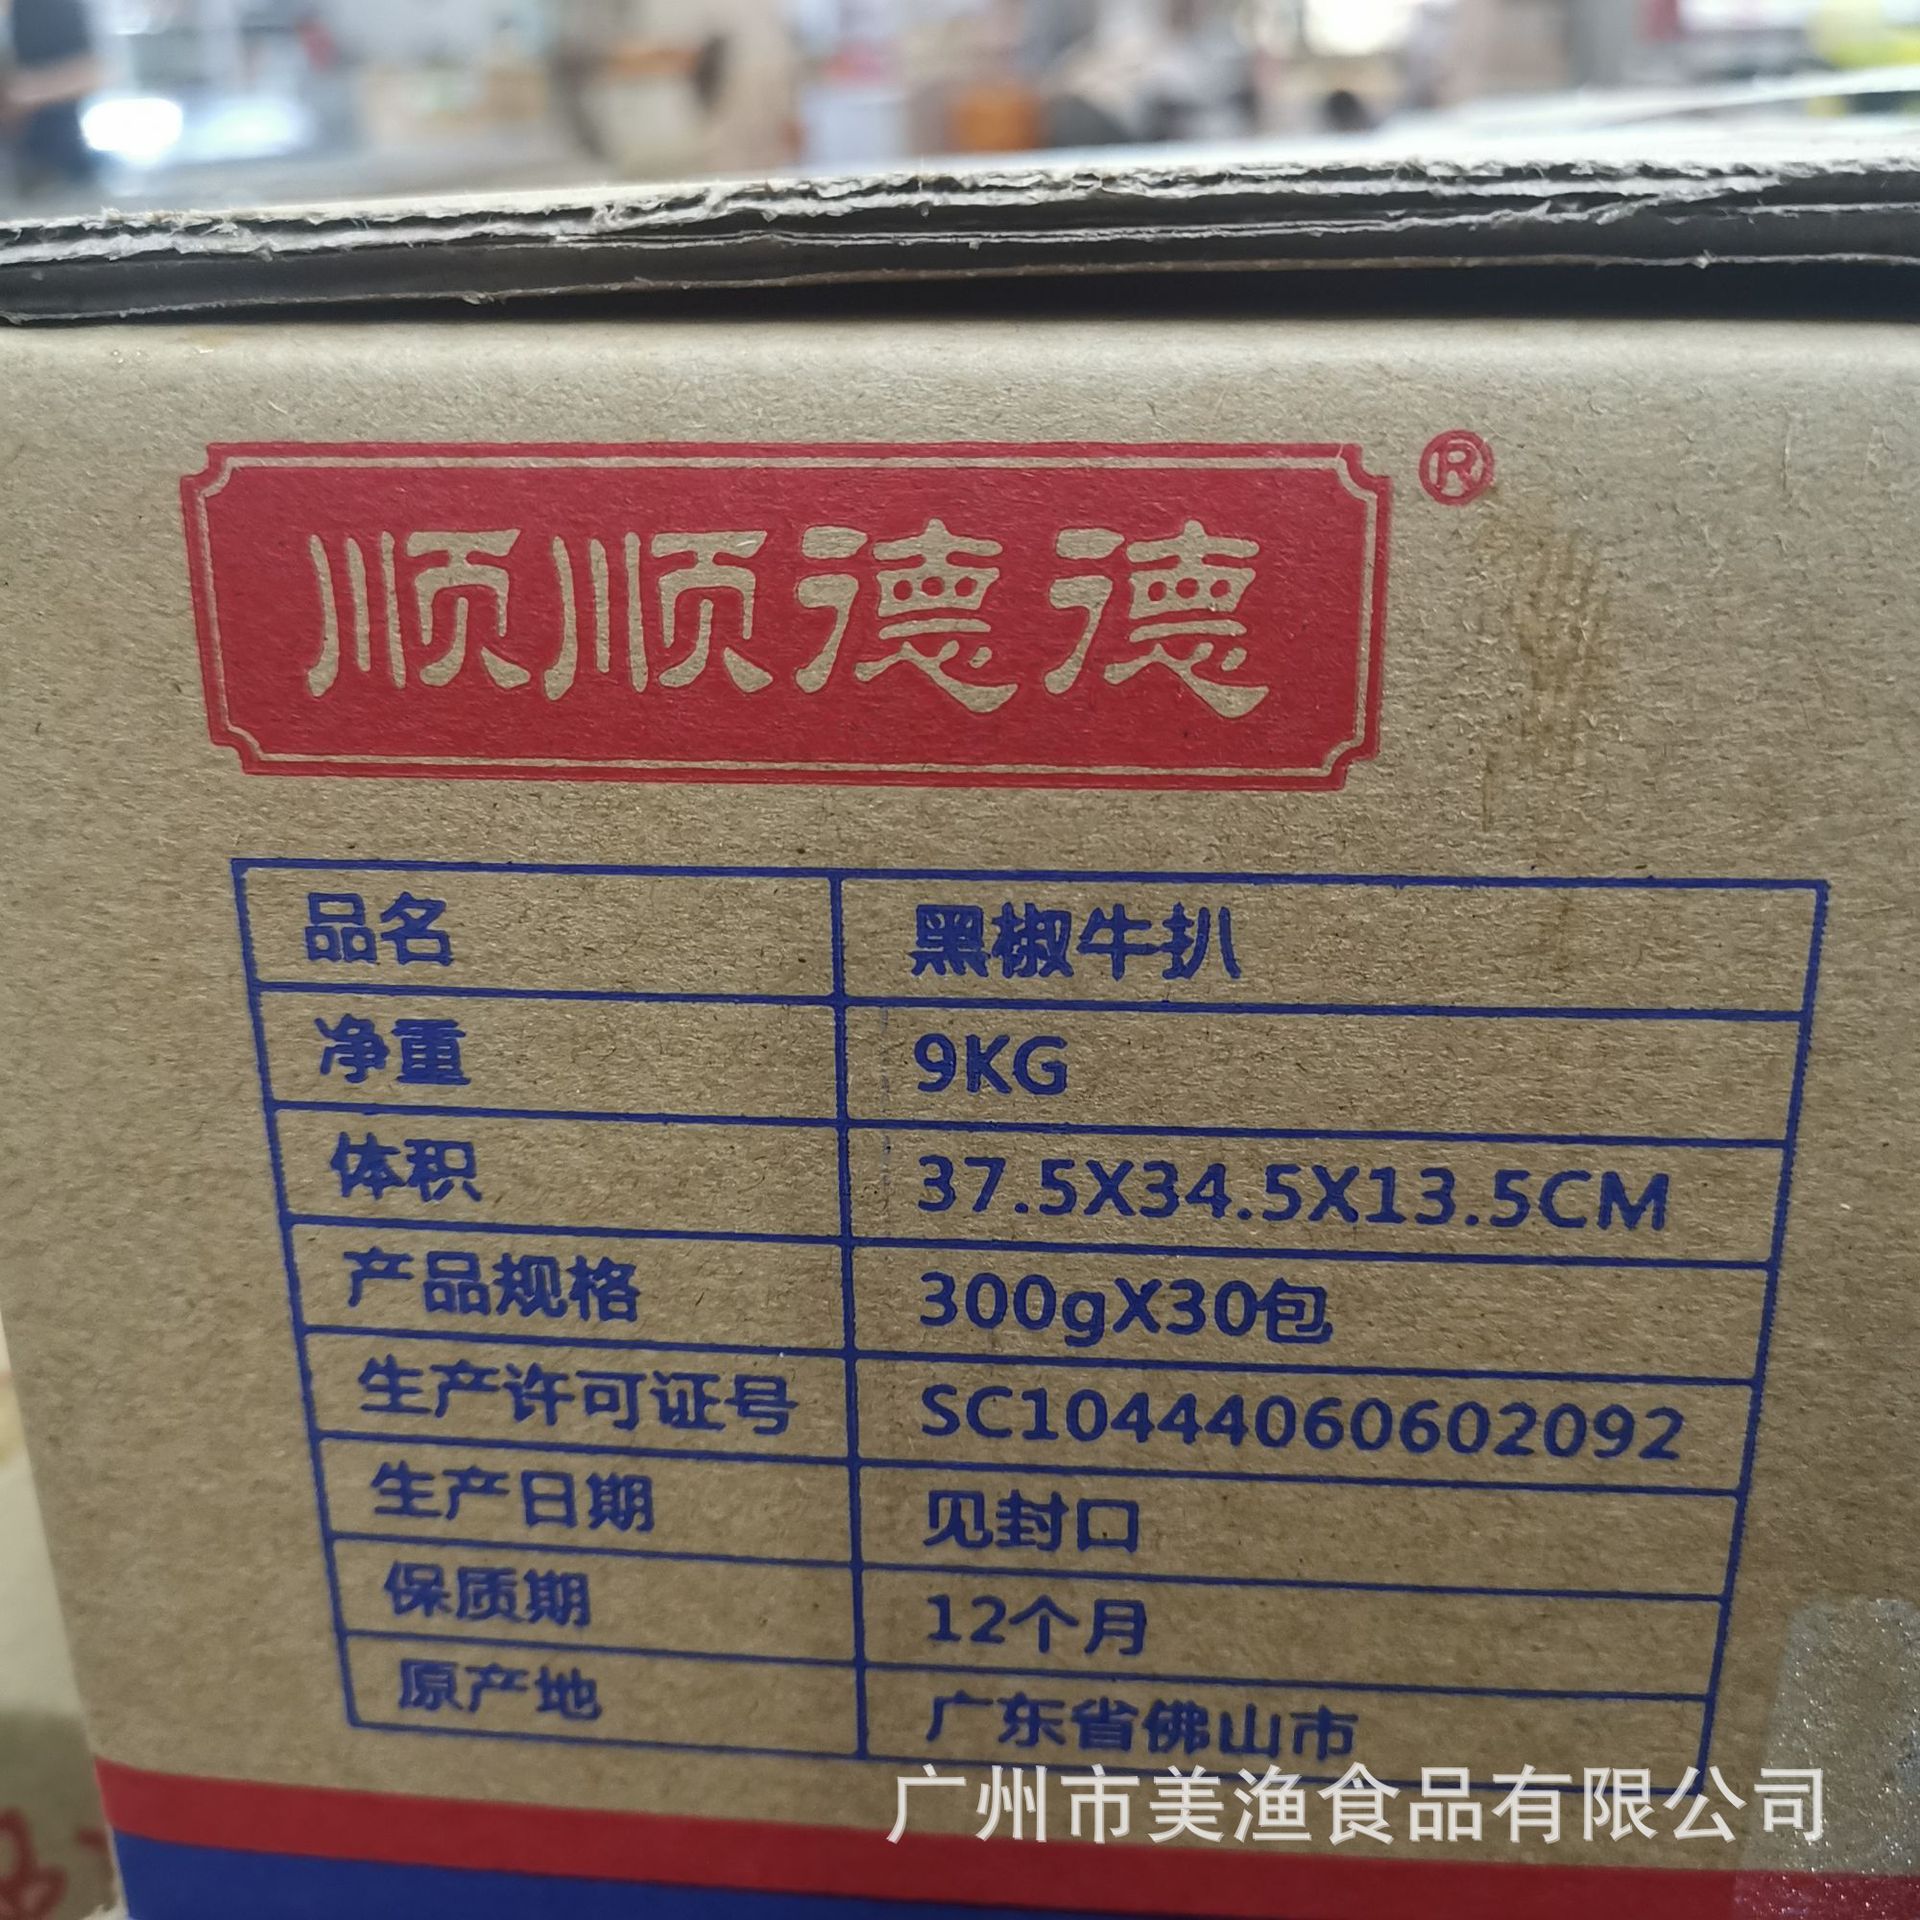 顺顺德德®
品名 黑椒牛扒
净重 9KG
体积 37.5X34.5X13.5CM
产品规格 300gX30包
生产许可证号 SC10444060602092
生产日期 见封口
保质期 12个月
原产地 广东省佛山市
广州市美渔食品有限公司